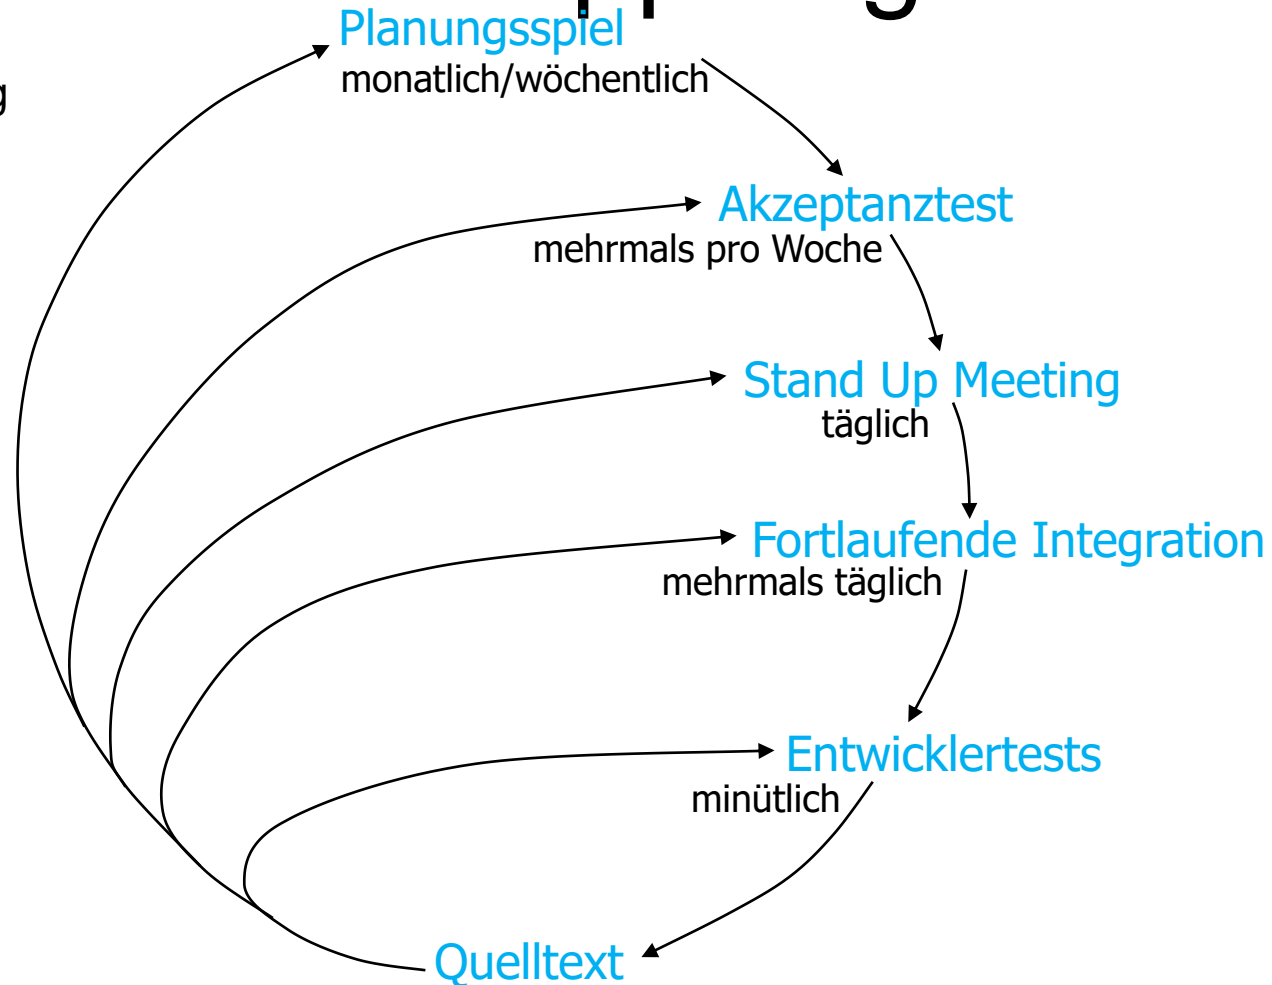 Planungsspiel
monatlich/wöchentlich
Akzeptanztest
mehrmals pro Woche
Stand Up Meeting
täglich
Fortlaufende Integration
mehrmals täglich
Entwicklertests
minütlich
Quelltext